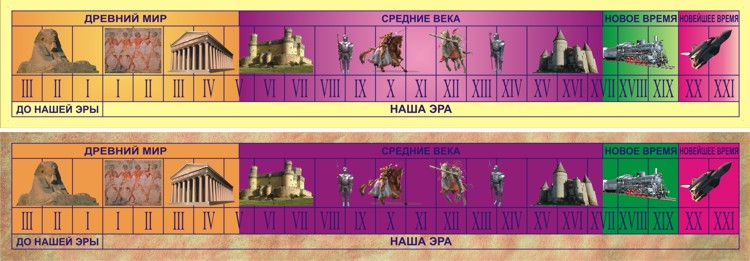 ДРЕВНИЙ МИР СРЕДНИЕ ВЕКА НОВОЕ ВРЕМЯ НОВЕЙШЕЕ ВРЕМЯ
III II I I II III IV V VI VII VIII IX X XI XII XIII XIV XV XVI XVII XVIII XIX XX XXI
ДО НАШЕЙ ЭРЫ НАША ЭРА
ДРЕВНИЙ МИР СРЕДНИЕ ВЕКА НОВОЕ ВРЕМЯ НОВЕЙШЕЕ ВРЕМЯ
III II I I II III IV V VI VII VIII IX X XI XII XIII XIV XV XVI XVII XVIII XIX XX XXI
ДО НАШЕЙ ЭРЫ НАША ЭРА